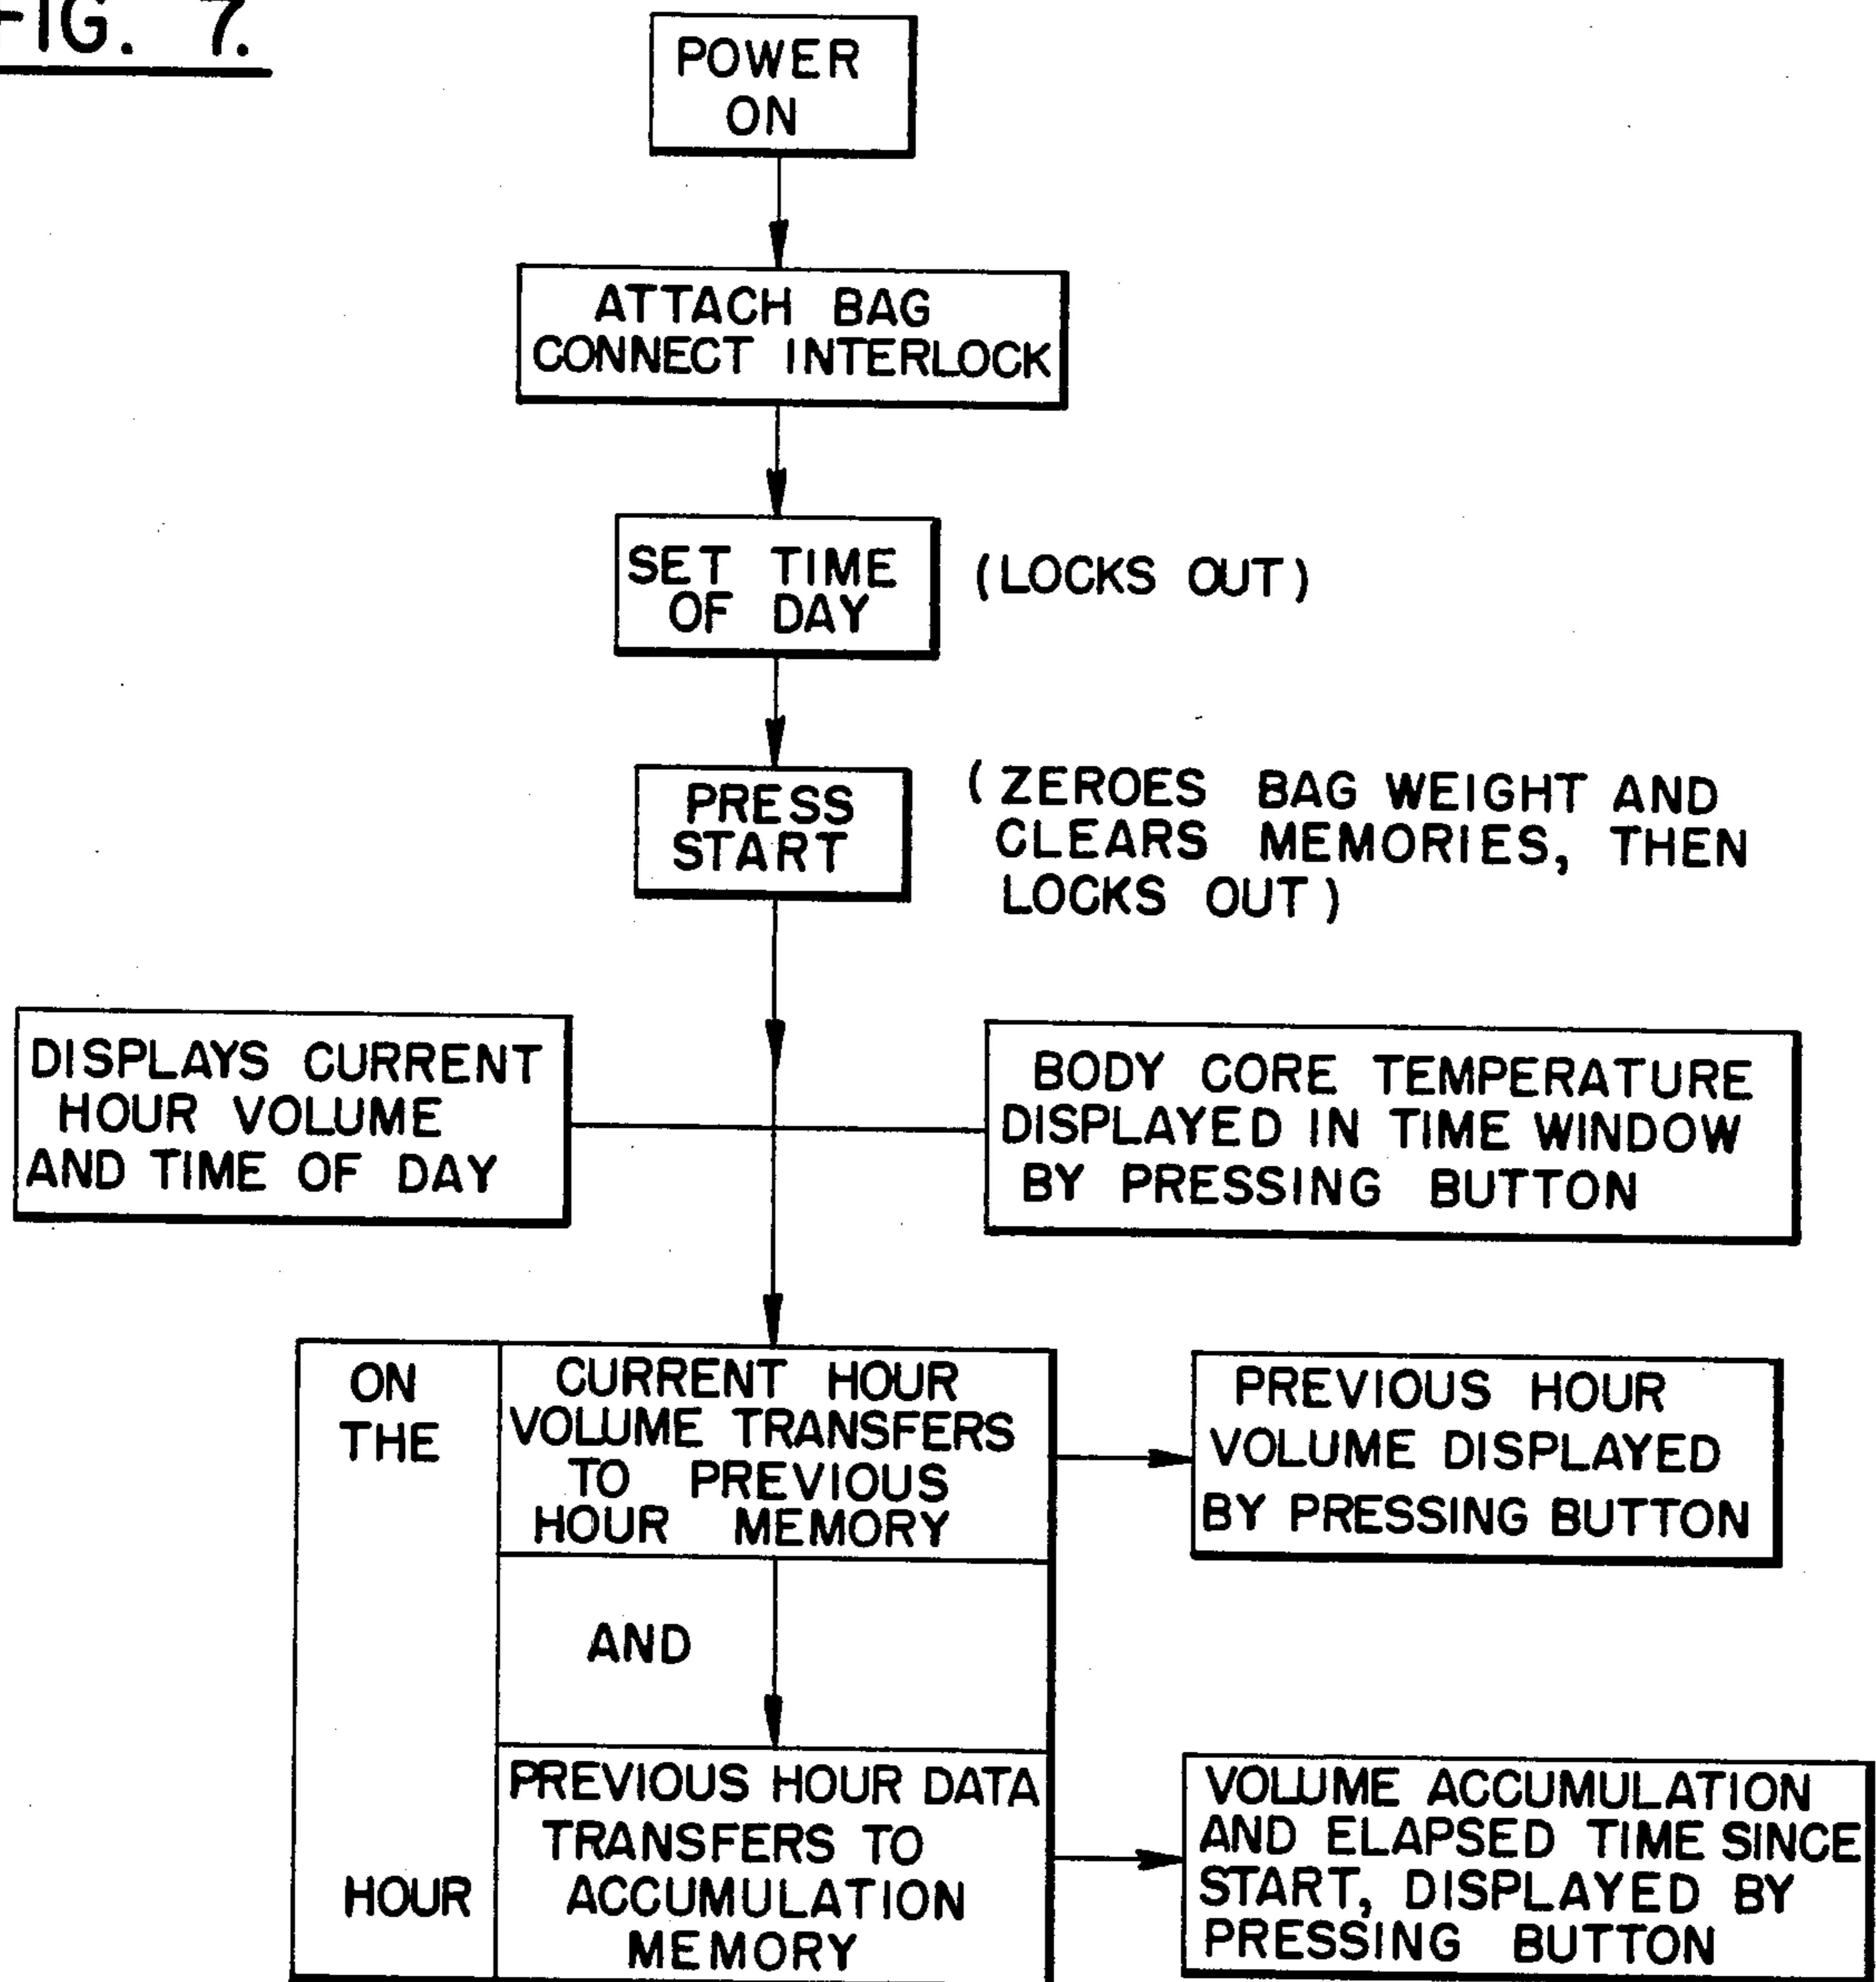 FIG. 7.
POWER
ON
ATTACH BAG
CONNECT INTERLOCK
SET TIME
OF DAY
(LOCKS OUT)
PRESS
START
(ZEROES BAG WEIGHT AND
CLEARS MEMORIES, THEN
LOCKS OUT)
DISPLAYS CURRENT
HOUR VOLUME
AND TIME OF DAY
BODY CORE TEMPERATURE
DISPLAYED IN TIME WINDOW
BY PRESSING BUTTON
ON
THE
HOUR
CURRENT HOUR
VOLUME TRANSFERS
TO PREVIOUS
HOUR MEMORY
PREVIOUS HOUR
VOLUME DISPLAYED
BY PRESSING BUTTON
AND
PREVIOUS HOUR DATA
TRANSFERS TO
ACCUMULATION
MEMORY
VOLUME ACCUMULATION
AND ELAPSED TIME SINCE
START, DISPLAYED BY
PRESSING BUTTON